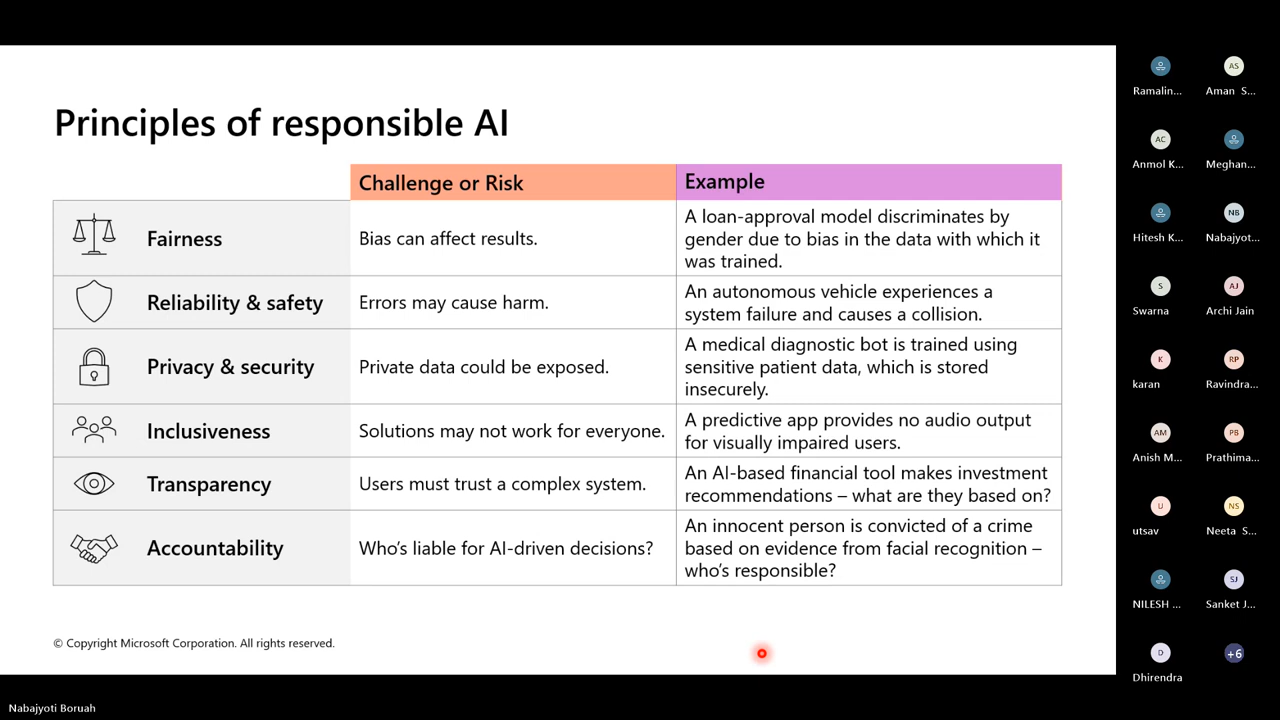 Principles of responsible AI
Challenge or Risk
Example
Fairness
Bias can affect results.
A loan-approval model discriminates by
gender due to bias in the data with which it
was trained.
Reliability & safety
Errors may cause harm.
An autonomous vehicle experiences a
system failure and causes a collision.
Privacy & security
Private data could be exposed.
A medical diagnostic bot is trained using
sensitive patient data, which is stored
insecurely.
Inclusiveness
Solutions may not work for everyone.
A predictive app provides no audio output
for visually impaired users.
Transparency
Users must trust a complex system.
An AI-based financial tool makes investment
recommendations – what are they based on?
Accountability
Who’s liable for AI-driven decisions?
An innocent person is convicted of a crime
based on evidence from facial recognition –
who’s responsible?
© Copyright Microsoft Corporation. All rights reserved.
Ramalin...
AS
Aman S...
AC
Anmol K...
Meghan...
Hitesh K...
NB
Nabajyot...
S
Swarna
AJ
Archi Jain
K
karan
RP
Ravindra...
AM
Anish M...
PB
Prathima...
U
utsav
NS
Neeta S...
NILESH ...
SJ
Sanket J...
D
Dhirendra
+6
Nabajyoti Boruah